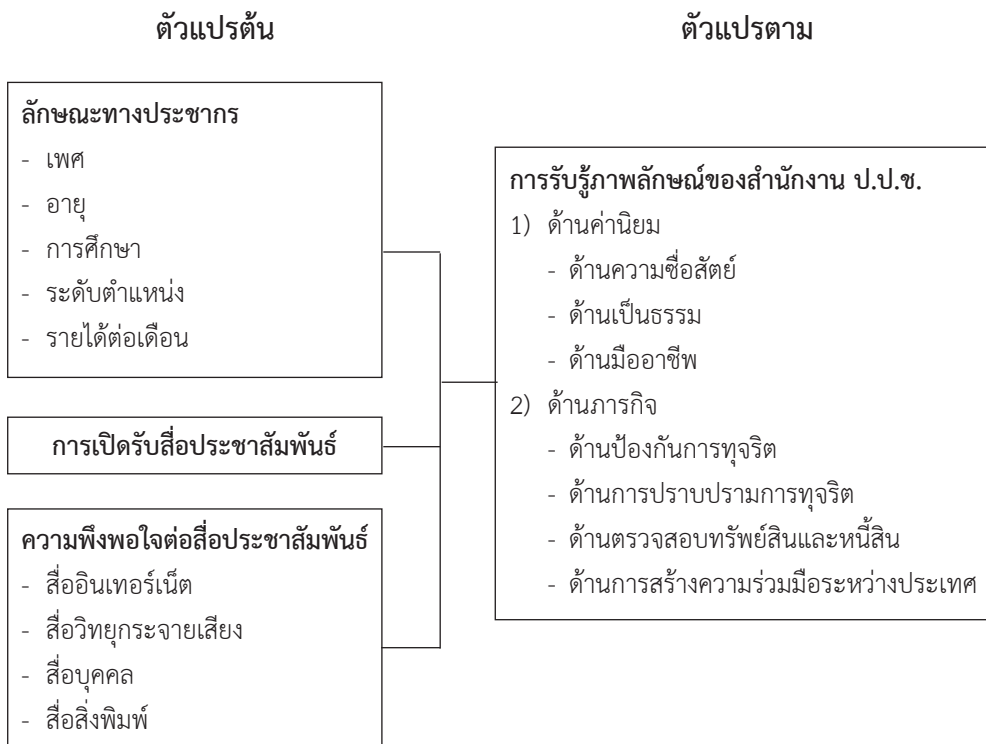 ตัวแปรต้น
ตัวแปรตาม
ลักษณะทางประชากร
- เพศ
- อายุ
- การศึกษา
- ระดับตำแหน่ง
- รายได้ต่อเดือน
การเปิดรับสื่อประชาสัมพันธ์
ความพึงพอใจต่อสื่อประชาสัมพันธ์
- สื่ออินเทอร์เน็ต
- สื่อวิทยุกระจายเสียง
- สื่อบุคคล
- สื่อสิ่งพิมพ์
การรับรู้ภาพลักษณ์ของสำนักงาน ป.ป.ช.
1) ด้านค่านิยม
- ด้านความซื่อสัตย์
- ด้านเป็นธรรม
- ด้านมืออาชีพ
2) ด้านภารกิจ
- ด้านป้องกันการทุจริต
- ด้านการปราบปรามการทุจริต
- ด้านตรวจสอบทรัพย์สินและหนี้สิน
- ด้านการสร้างความร่วมมือระหว่างประเทศ